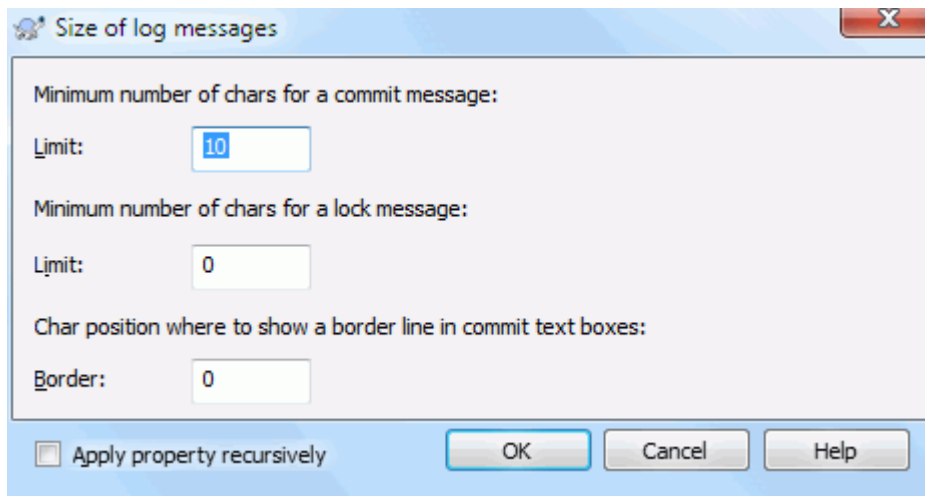 Size of log messages
Minimum number of chars for a commit message:
Limit: 10
Minimum number of chars for a lock message:
Limit: 0
Char position where to show a border line in commit text boxes:
Border: 0
Apply property recursively OK Cancel Help